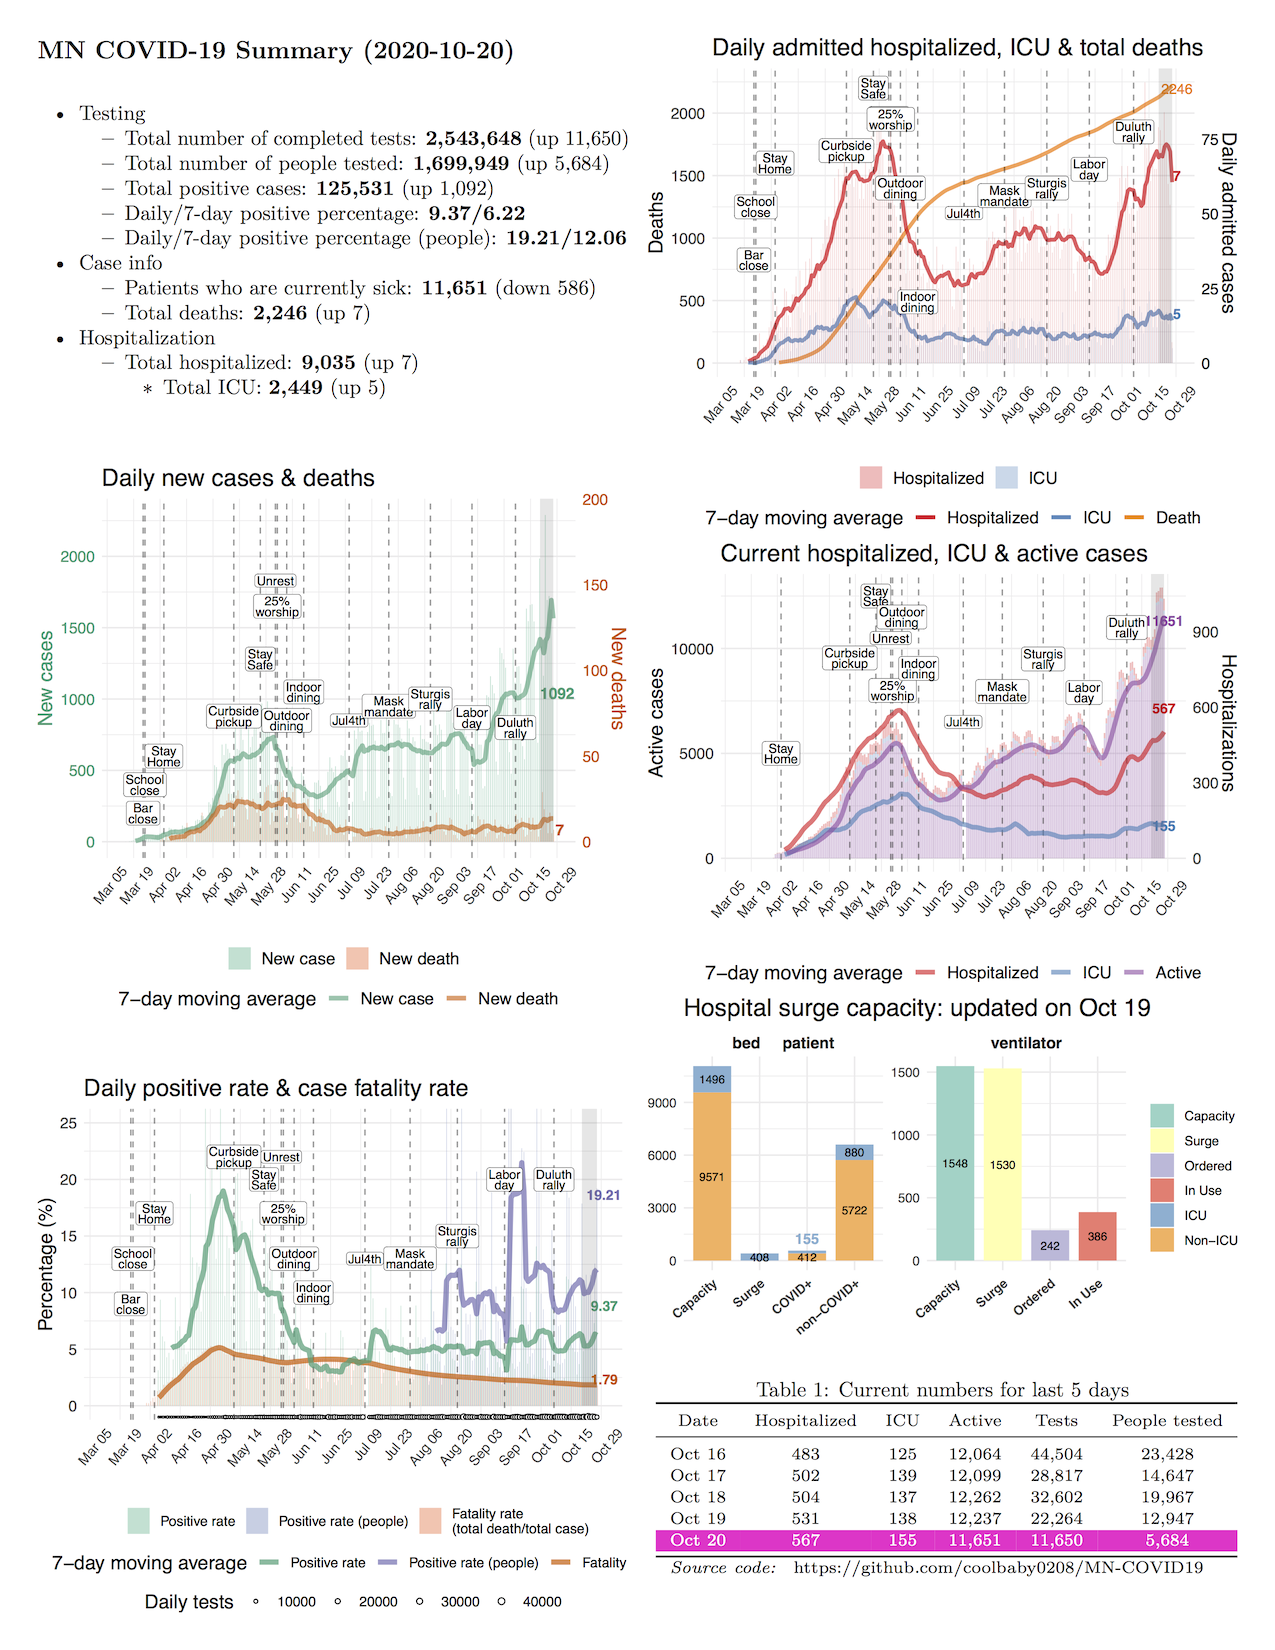 MN COVID-19 Summary (2020-10-20)
• Testing
– Total number of completed tests: 2,543,648 (up 11,650)
– Total number of people tested: 1,699,949 (up 5,684)
– Total positive cases: 125,531 (up 1,092)
– Daily/7-day positive percentage: 9.37/6.22
– Daily/7-day positive percentage (people): 19.21/12.06
• Case info
– Patients who are currently sick: 11,651 (down 586)
– Total deaths: 2,246 (up 7)
• Hospitalization
– Total hospitalized: 9,035 (up 7)
∗ Total ICU: 2,449 (up 5)
Daily admitted hospitalized, ICU & total deaths
Deaths
2000
1500
1000
500
0
Daily admitted cases
75
50
25
0
2246
7
5
Stay Safe
25% worship
Curbside pickup
Stay Home
School close
Bar close
Outdoor dining
Indoor dining
Jul4th
Mask mandate
Sturgis rally
Labor day
Duluth rally
Mar 05 Mar 19 Apr 02 Apr 16 Apr 30 May 14 May 28 Jun 11 Jun 25 Jul 09 Jul 23 Aug 06 Aug 20 Sep 03 Sep 17 Oct 01 Oct 15 Oct 29
Hospitalized ICU
7−day moving average Hospitalized ICU Death
Daily new cases & deaths
New cases
2000
1500
1000
500
0
New deaths
200
150
100
50
0
1092
7
Unrest
25% worship
Stay Safe
Indoor dining
Curbside pickup
Outdoor dining
Stay Home
School close
Bar close
Jul4th
Mask mandate
Sturgis rally
Labor day
Duluth rally
Mar 05 Mar 19 Apr 02 Apr 16 Apr 30 May 14 May 28 Jun 11 Jun 25 Jul 09 Jul 23 Aug 06 Aug 20 Sep 03 Sep 17 Oct 01 Oct 15 Oct 29
New case New death
7−day moving average New case New death
Current hospitalized, ICU & active cases
Active cases
10000
5000
0
Hospitalizations
900
600
300
0
11651
567
155
Stay Safe
Outdoor dining
Unrest
Curbside pickup
Indoor dining
25% worship
Stay Home
Jul4th
Mask mandate
Sturgis rally
Labor day
Duluth rally
Mar 05 Mar 19 Apr 02 Apr 16 Apr 30 May 14 May 28 Jun 11 Jun 25 Jul 09 Jul 23 Aug 06 Aug 20 Sep 03 Sep 17 Oct 01 Oct 15 Oct 29
7−day moving average Hospitalized ICU Active
Daily positive rate & case fatality rate
Percentage (%)
25
20
15
10
5
0
19.21
9.37
1.79
Curbside pickup
Unrest
Stay Safe
25% worship
Stay Home
School close
Bar close
Outdoor dining
Indoor dining
Jul4th
Mask mandate
Sturgis rally
Labor day
Duluth rally
Mar 05 Mar 19 Apr 02 Apr 16 Apr 30 May 14 May 28 Jun 11 Jun 25 Jul 09 Jul 23 Aug 06 Aug 20 Sep 03 Sep 17 Oct 01 Oct 15 Oct 29
Positive rate Positive rate (people) Fatality rate (total death/total case)
7−day moving average Positive rate Positive rate (people) Fatality
Daily tests 10000 20000 30000 40000
Hospital surge capacity: updated on Oct 19
bed patient
9000
6000
3000
0
1496
9571
408
155
412
880
5722
Capacity Surge COVID+ non−COVID+
ventilator
1500
1000
500
0
1548
1530
242
386
Capacity Surge Ordered In Use
Capacity
Surge
Ordered
In Use
ICU
Non−ICU
Table 1: Current numbers for last 5 days
Date Hospitalized ICU Active Tests People tested
Oct 16 483 125 12,064 44,504 23,428
Oct 17 502 139 12,099 28,817 14,647
Oct 18 504 137 12,262 32,602 19,967
Oct 19 531 138 12,237 22,264 12,947
Oct 20 567 155 11,651 11,650 5,684
Source code: https://github.com/coolbaby0208/MN-COVID19